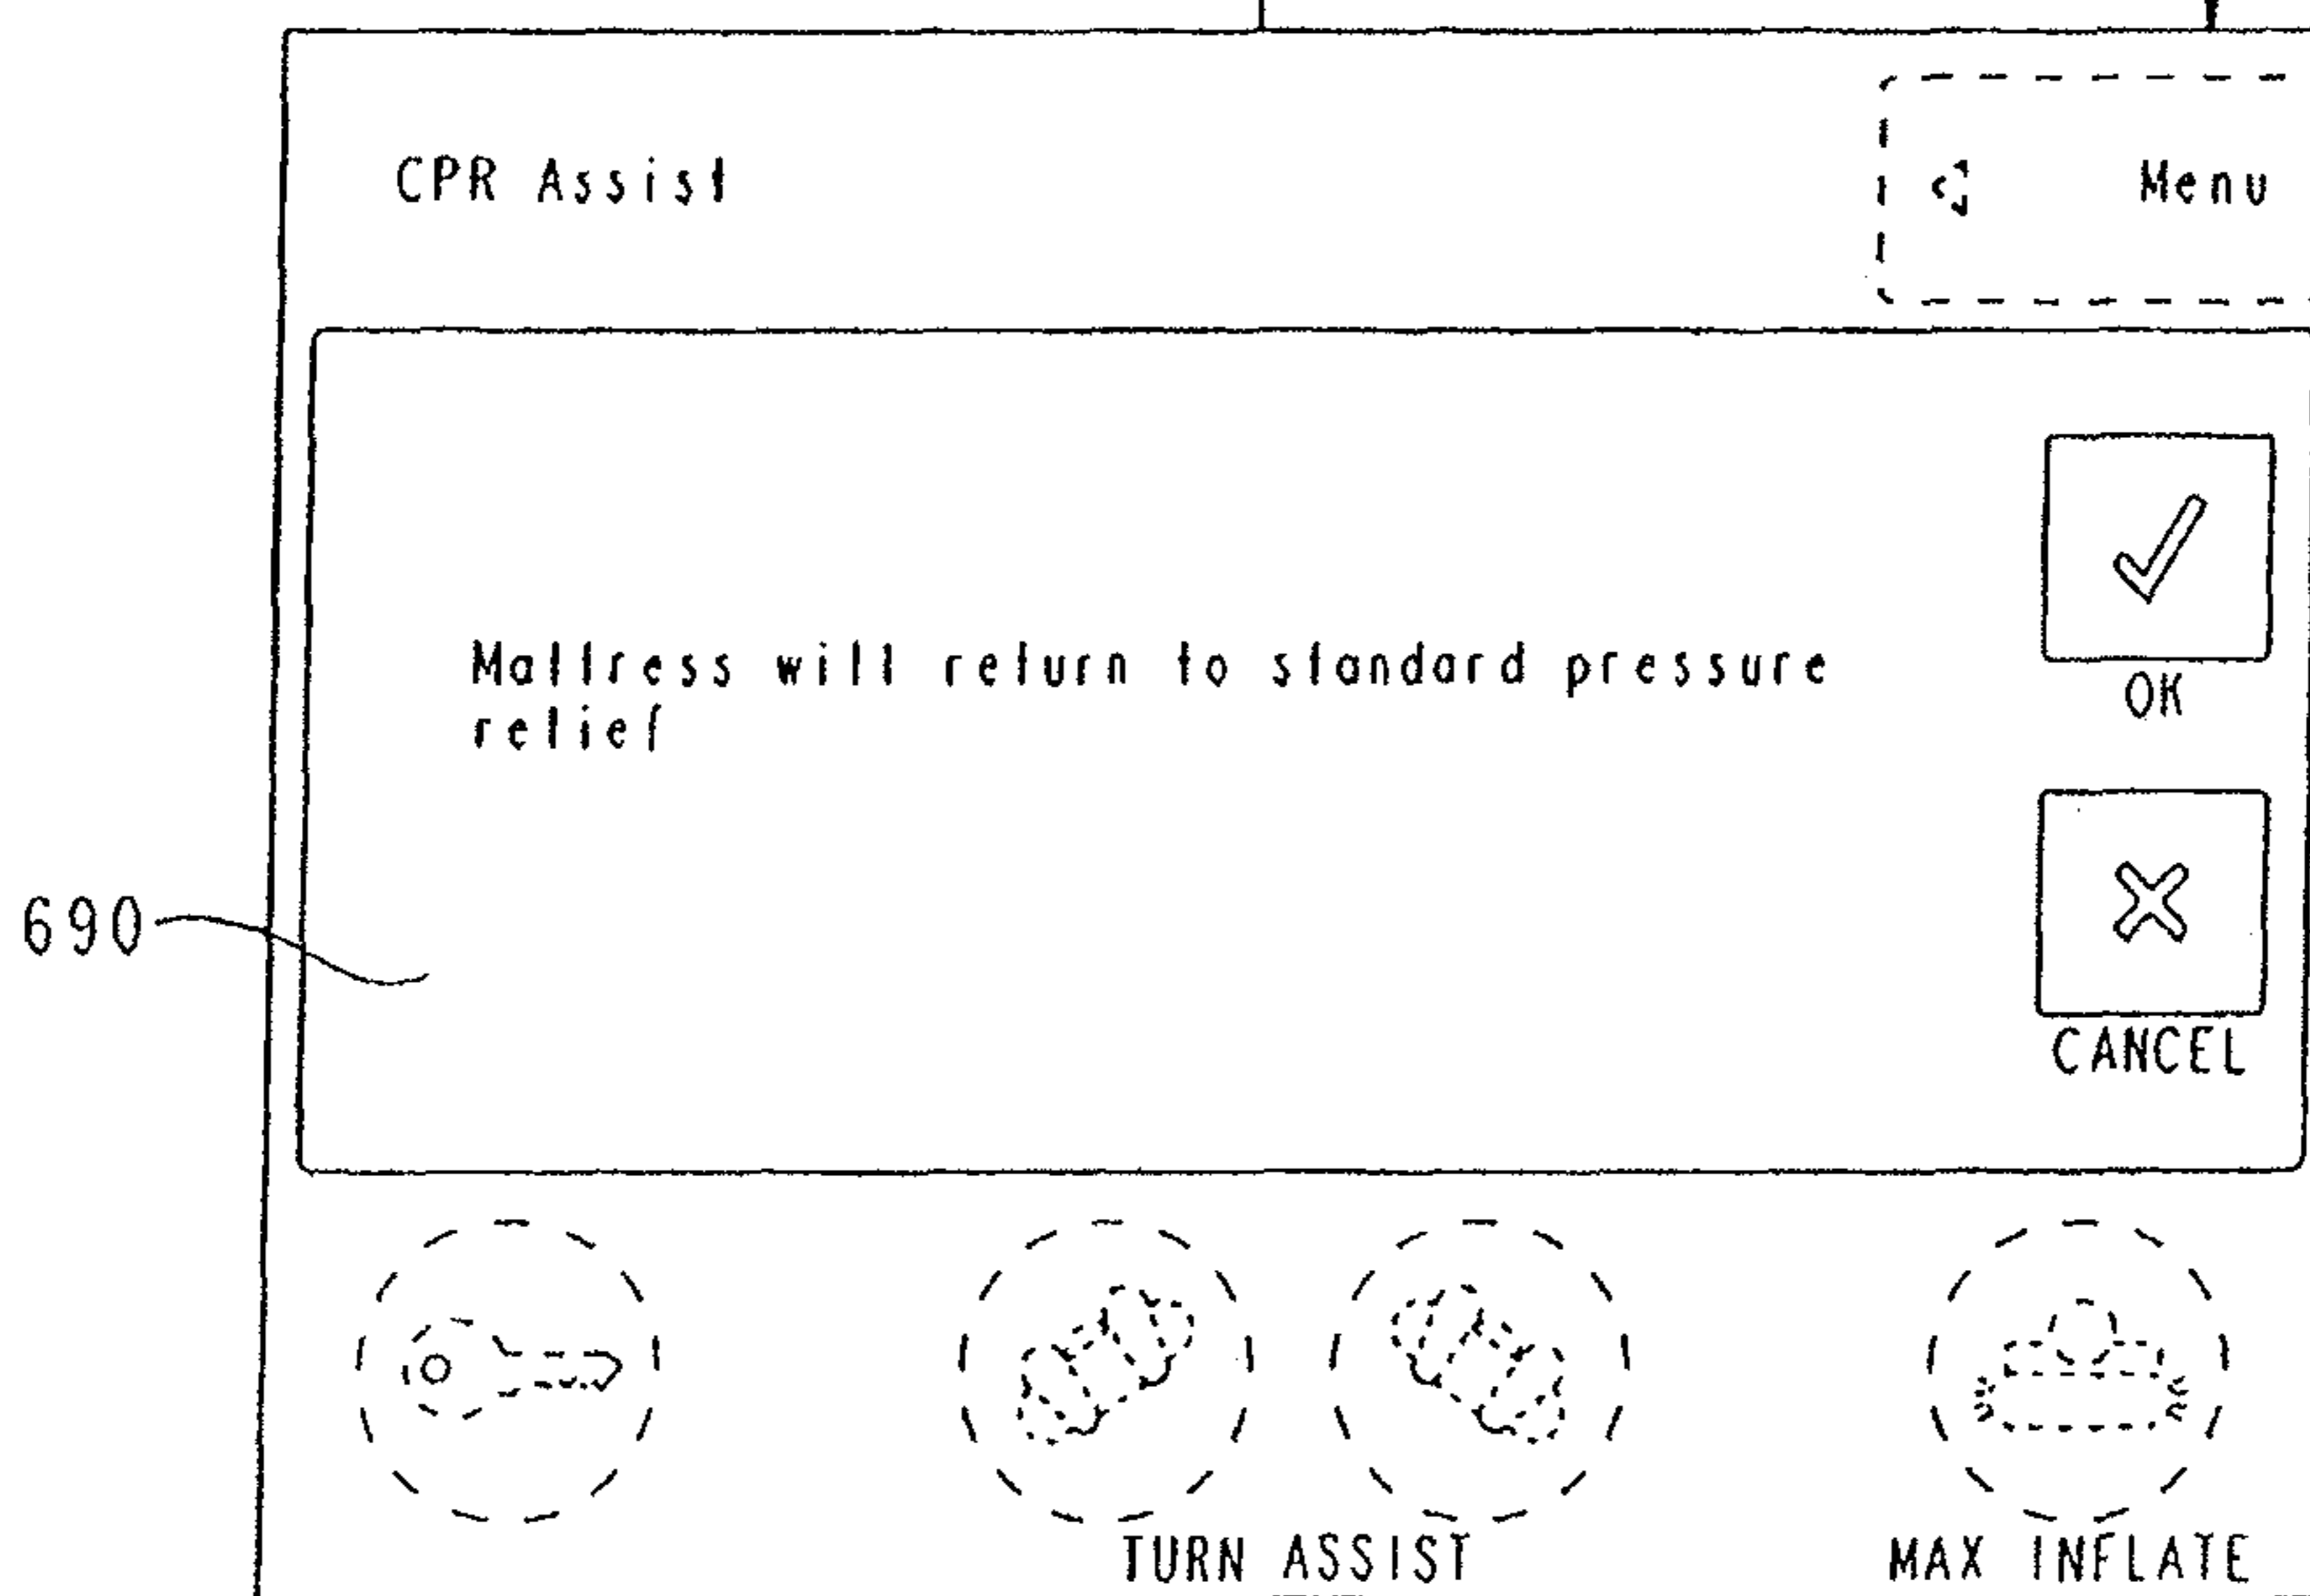 CPR Assist
Menu
Mattress will return to standard pressure
relief
OK
690
CANCEL
TURN ASSIST
MAX INFLATE